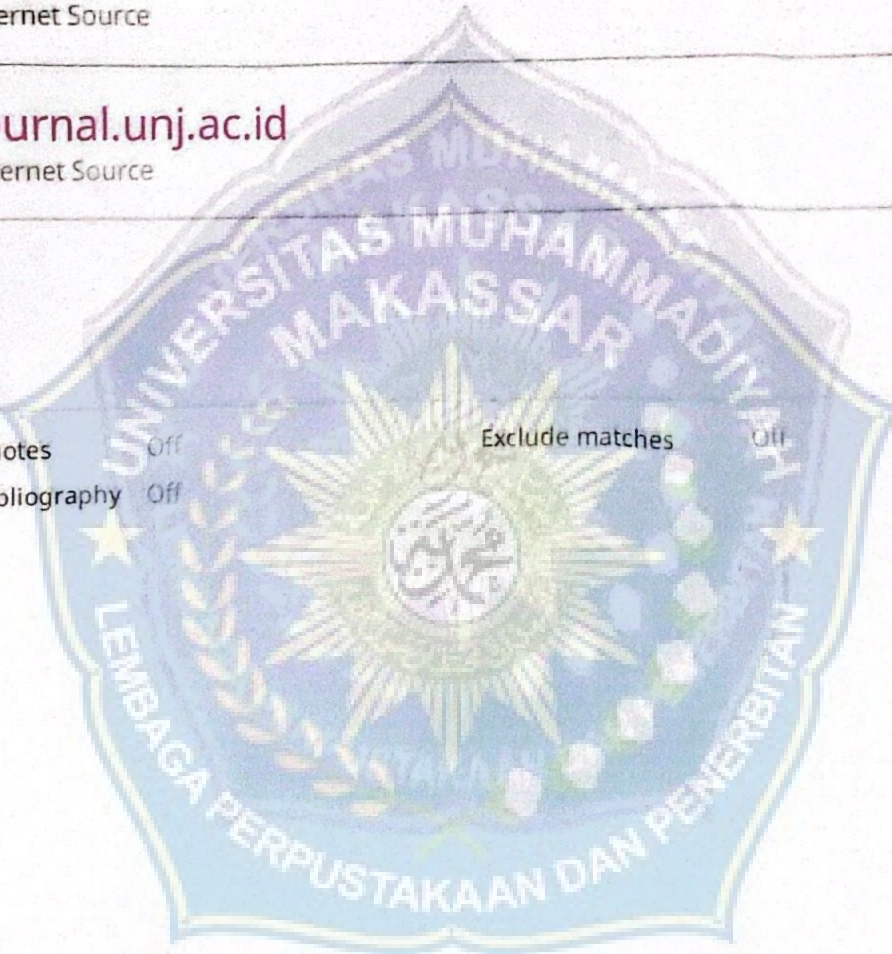 ernet Source
urnal.unj.ac.id
ernet Source
UNIVERSITAS MUHAMMADIYAH
MAKASSAR
otes Off Exclude matches Off
bliography Off
LEMBAGA PERPUSTAKAAN DAN PENERBITAN